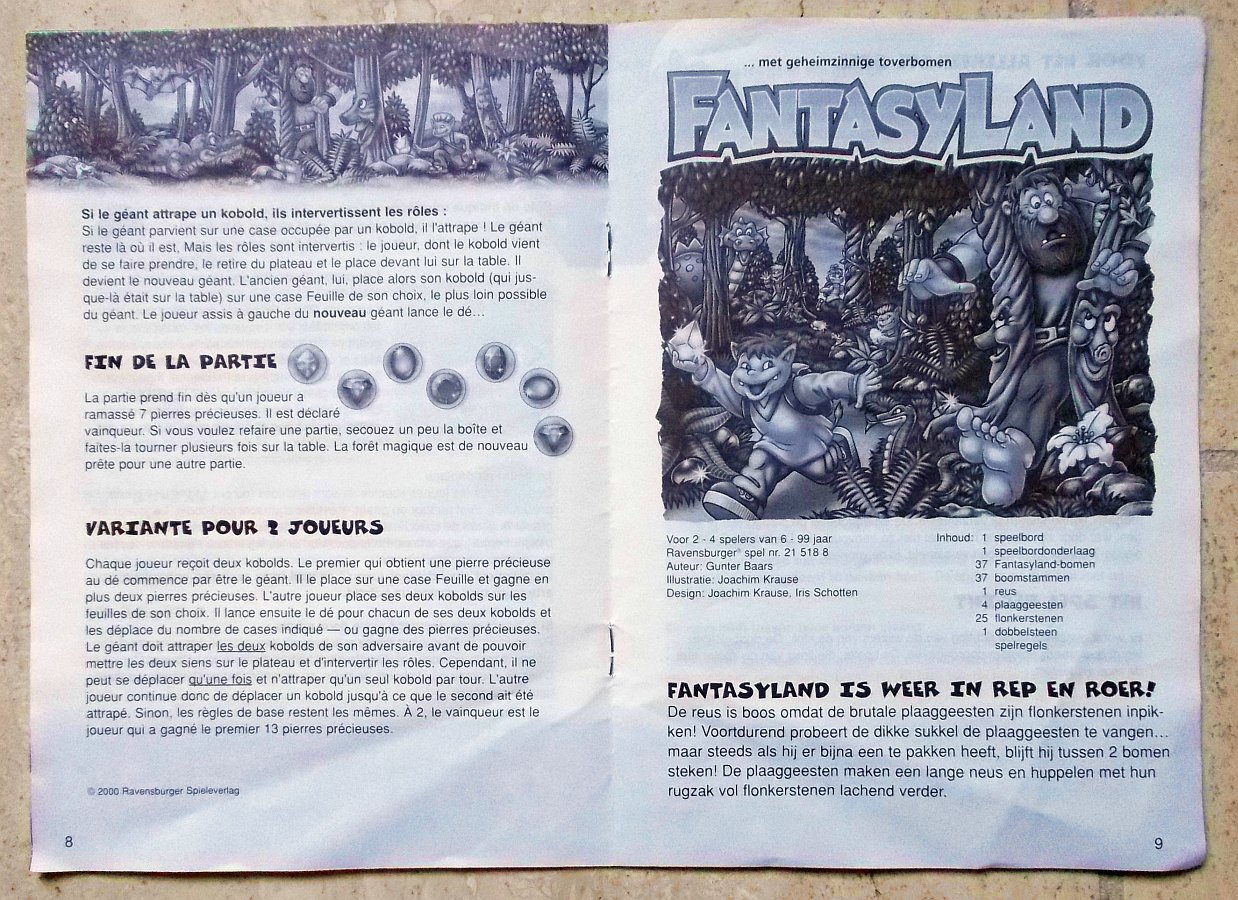 Si le géant attrape un kobold, ils intervertissent les rôles :
Si le géant parvient sur une case occupée par un kobold, il l'attrape ! Le géant
reste là où il est, Mais les rôles sont intervertis : le joueur, dont le kobold vient
de se faire prendre, le retire du plateau et le place devant lui sur la table. Il
devient le nouveau géant. L'ancien géant, lui, place alors son kobold (qui jus-
que-là était sur la table) sur une case Feuille de son choix, le plus loin possible
du géant. Le joueur assis à gauche du nouveau géant lance le dé…
FIN DE LA PARTIE
La partie prend fin dès qu'un joueur a
ramassé 7 pierres précieuses. Il est déclaré
vainqueur. Si vous voulez refaire une partie, secouez un peu la boîte et
faites-la tourner plusieurs fois sur la table. La forêt magique est de nouveau
prête pour une autre partie.
VARIANTE POUR 2 JOUEURS
Chaque joueur reçoit deux kobolds. Le premier qui obtient une pierre précieuse
au dé commence par être le géant. Il le place sur une case Feuille et gagne en
plus deux pierres précieuses. L'autre joueur place ses deux kobolds sur les
feuilles de son choix. Il lance ensuite le dé pour chacun de ses deux kobolds et
les déplace du nombre de cases indiqué — ou gagne des pierres précieuses.
Le géant doit attraper les deux kobolds de son adversaire avant de pouvoir
mettre les deux siens sur le plateau et d'intervertir les rôles. Cependant, il ne
peut se déplacer qu'une fois et n'attraper qu'un seul kobold par tour. L'autre
joueur continue donc de déplacer un kobold jusqu'à ce que le second ait été
attrapé. Sinon, les règles de base restent les mêmes. À 2, le vainqueur est le
joueur qui a gagné le premier 13 pierres précieuses.
© 2000 Ravensburger Spieleverlag
8
... met geheimzinnige toverbomen
FANTASYLAND
Voor 2 - 4 spelers van 6 - 99 jaar
Ravensburger® spel nr. 21 518 8
Auteur: Gunter Baars
Illustratie: Joachim Krause
Design: Joachim Krause, Iris Schotten
Inhoud: 1 speelbord
1 speelbordonderlaag
37 Fantasyland-bomen
37 boomstammen
1 reus
4 plaaggeesten
25 flonkerstenen
1 dobbelsteen
spelregels
FANTASYLAND IS WEER IN REP EN ROER!
De reus is boos omdat de brutale plaaggeesten zijn flonkerstenen inpik-
ken! Voortdurend probeert de dikke sukkel de plaaggeesten te vangen…
maar steeds als hij er bijna een te pakken heeft, blijft hij tussen 2 bomen
steken! De plaaggeesten maken een lange neus en huppelen met hun
rugzak vol flonkerstenen lachend verder.
9